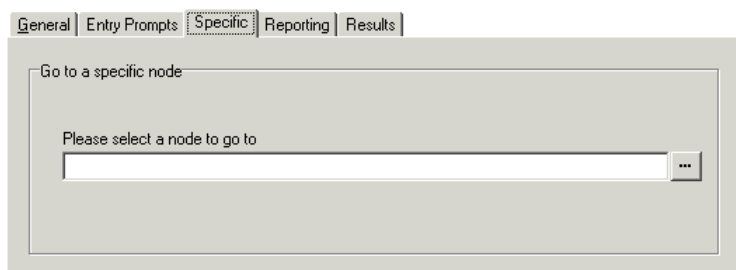 General Entry Prompts Specific Reporting Results
Go to a specific node
Please select a node to go to
...